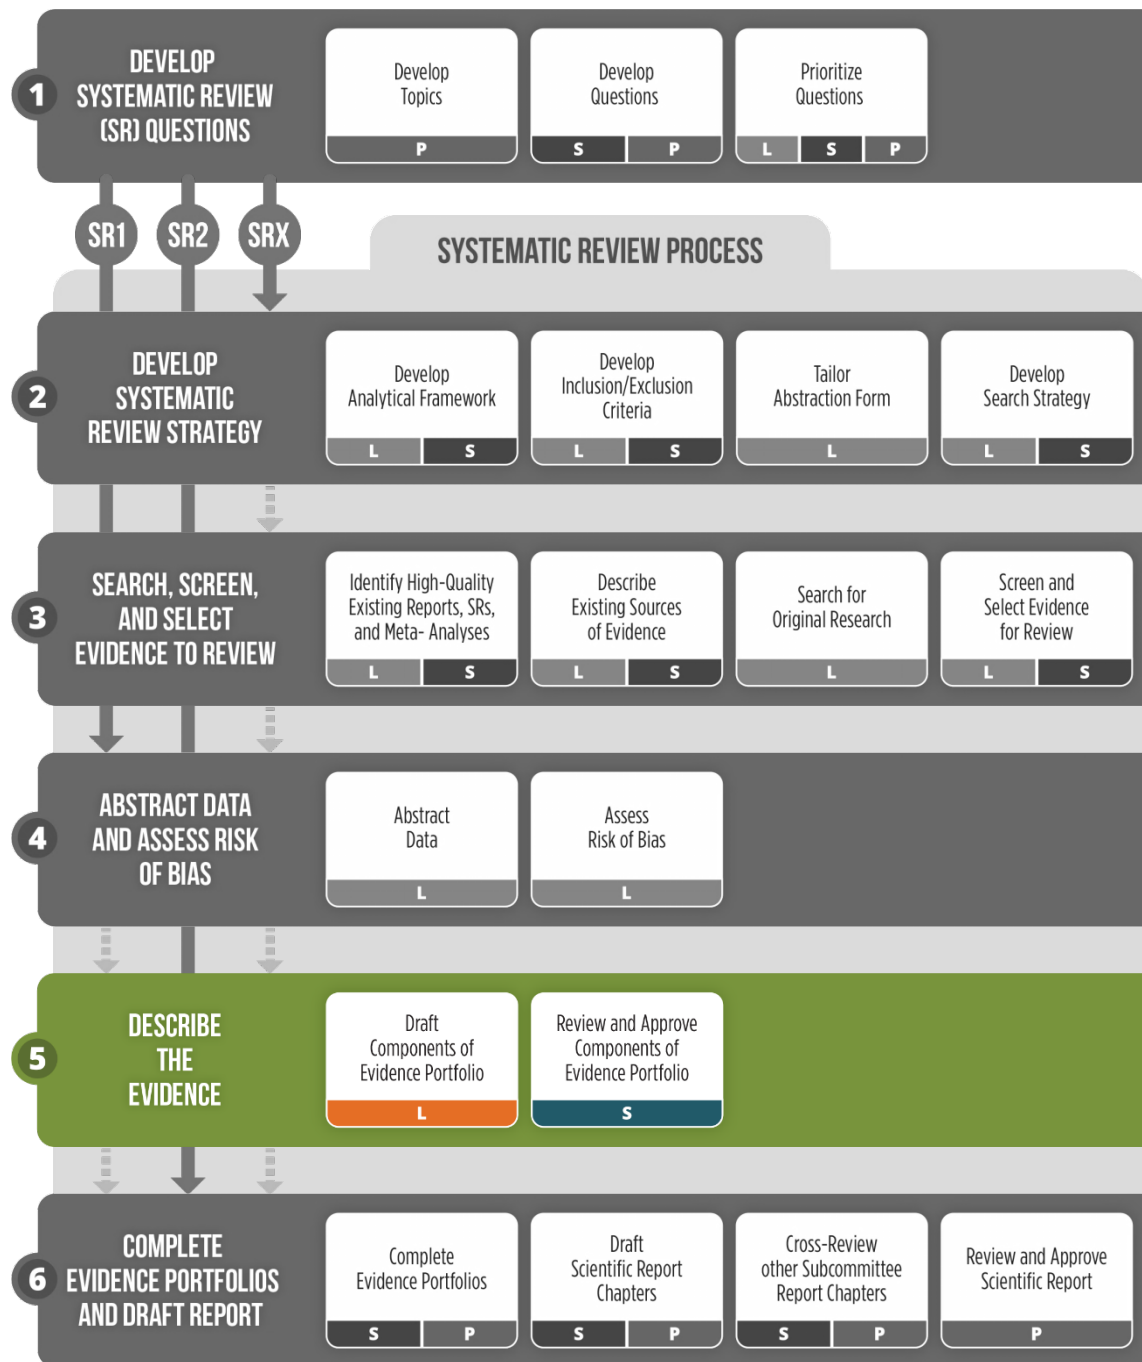 1
DEVELOP
SYSTEMATIC REVIEW
(SR) QUESTIONS
Develop
Topics
P
Develop
Questions
S P
Prioritize
Questions
L S P
SR1 SR2 SRX
SYSTEMATIC REVIEW PROCESS
2
DEVELOP
SYSTEMATIC
REVIEW STRATEGY
Develop
Analytical Framework
L S
Develop
Inclusion/Exclusion
Criteria
L S
Tailor
Abstraction Form
L
Develop
Search Strategy
L S
3
SEARCH, SCREEN,
AND SELECT
EVIDENCE TO REVIEW
Identify High-Quality
Existing Reports, SRs,
and Meta- Analyses
L S
Describe
Existing Sources
of Evidence
L S
Search for
Original Research
L
Screen and
Select Evidence
for Review
L S
4
ABSTRACT DATA
AND ASSESS RISK
OF BIAS
Abstract
Data
L
Assess
Risk of Bias
L
5
DESCRIBE
THE
EVIDENCE
Draft
Components of
Evidence Portfolio
L
Review and Approve
Components of
Evidence Portfolio
S
6
COMPLETE
EVIDENCE PORTFOLIOS
AND DRAFT REPORT
Complete
Evidence Portfolios
S P
Draft
Scientific Report
Chapters
S P
Cross-Review
other Subcommittee
Report Chapters
S P
Review and Approve
Scientific Report
P